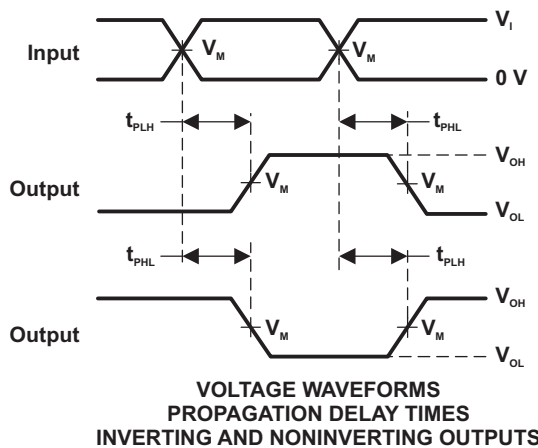 V_I
Input V_M V_M
0 V
t_PLH t_PHL
V_OH
Output V_M V_M
V_OL
t_PHL t_PLH
V_OH
Output V_M V_M
V_OL
VOLTAGE WAVEFORMS
PROPAGATION DELAY TIMES
INVERTING AND NONINVERTING OUTPUTS